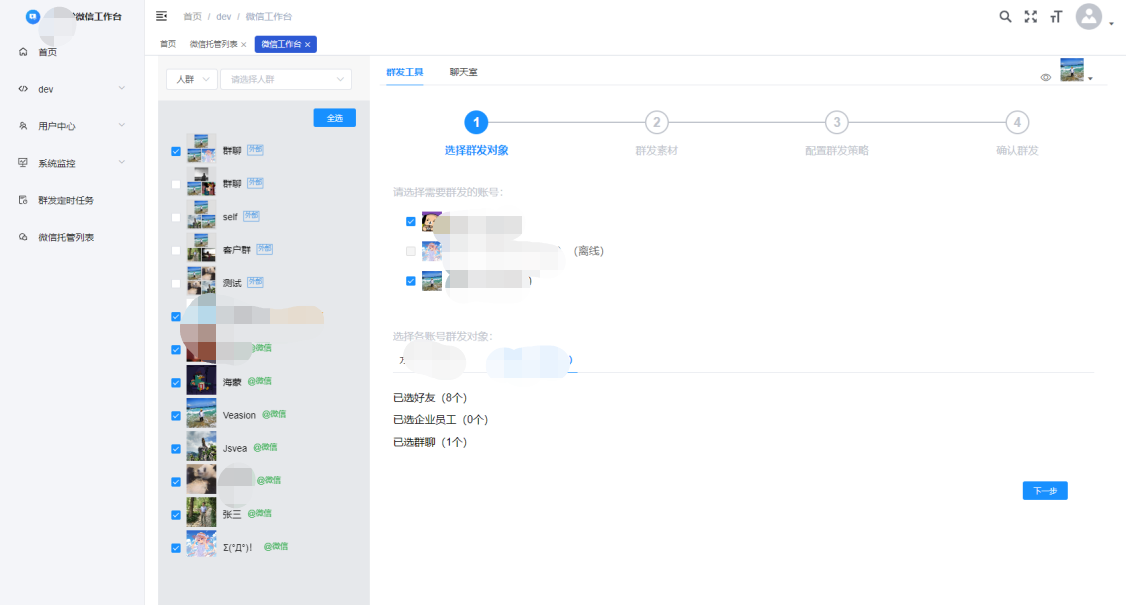 微信工作台
首页
dev
用户中心
系统监控
群发定时任务
微信托管列表
首页 / dev / 微信工作台
首页 微信托管列表 × 微信工作台 ×
人群 请选择人群
全选
群聊 外部
群聊 外部
self 外部
客户群 外部
测试 外部
@微信
海蒙 @微信
Veasion @微信
Jsvea @微信
@微信
张三 @微信
Σ(°Д°)! @微信
群发工具 聊天室
1 2 3 4
选择群发对象 群发素材 配置群发策略 确认群发
请选择需要群发的账号:
(离线)
)
选择各账号群发对象:
)
已选好友（8个）
已选企业员工（0个）
已选群聊（1个）
下一步